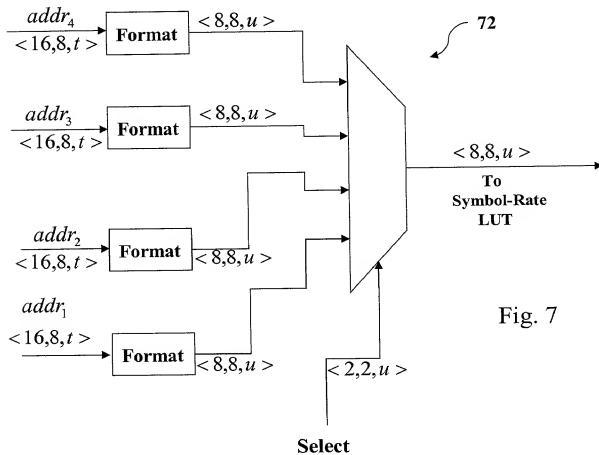 addr₄
<16,8,t>
Format
<8,8,u>
72
addr₃
<16,8,t>
Format
<8,8,u>
<8,8,u>
To
Symbol-Rate
LUT
addr₂
<16,8,t>
Format
<8,8,u>
addr₁
<16,8,t>
Format
<8,8,u>
Fig. 7
<2,2,u>
Select